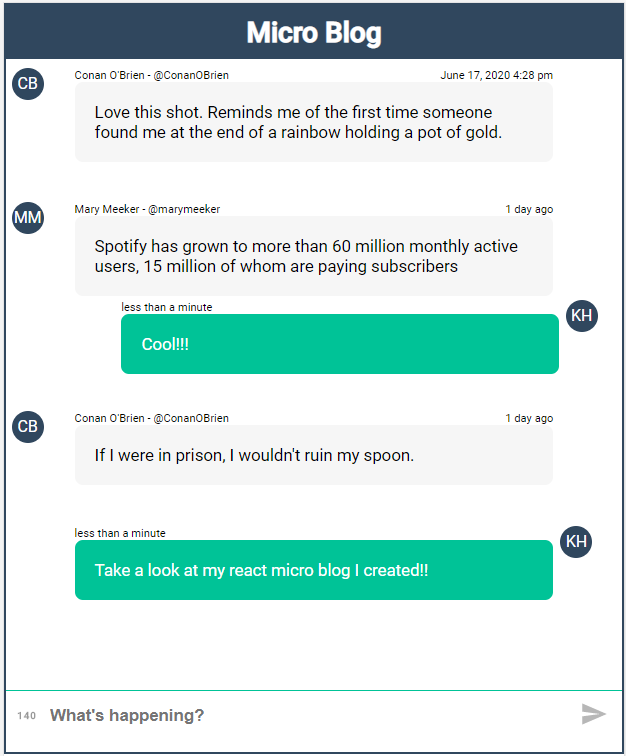 Micro Blog
CB
Conan O'Brien - @ConanOBrien June 17, 2020 4:28 pm
Love this shot. Reminds me of the first time someone
found me at the end of a rainbow holding a pot of gold.
MM
Mary Meeker - @marymeeker 1 day ago
Spotify has grown to more than 60 million monthly active
users, 15 million of whom are paying subscribers
less than a minute
KH
Cool!!!
CB
Conan O'Brien - @ConanOBrien 1 day ago
If I were in prison, I wouldn't ruin my spoon.
less than a minute
KH
Take a look at my react micro blog I created!!
140 What's happening?